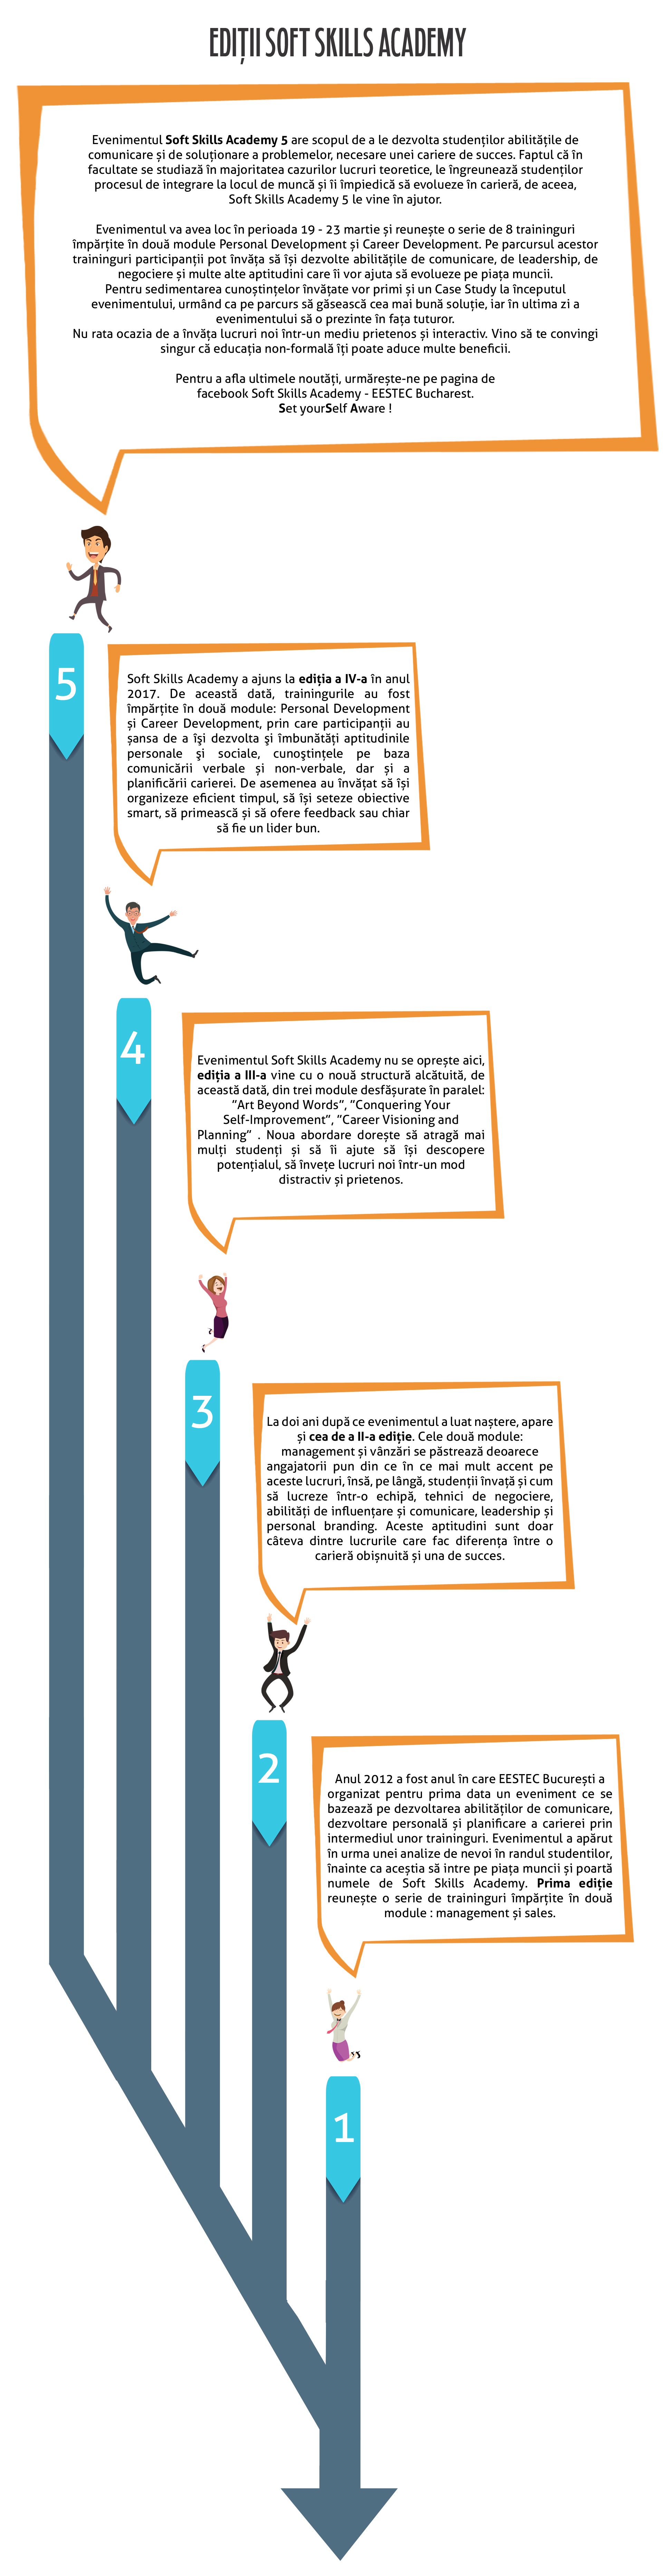 EDIȚII SOFT SKILLS ACADEMY
Evenimentul Soft Skills Academy 5 are scopul de a le dezvolta studenților abilitățile de
comunicare și de soluționare a problemelor, necesare unei cariere de succes. Faptul că în
facultate se studiază în majoritatea cazurilor lucruri teoretice, le îngreunează studenților
procesul de integrare la locul de muncă și îi împiedică să evolueze în carieră, de aceea,
Soft Skills Academy 5 le vine în ajutor.
Evenimentul va avea loc în perioada 19 - 23 martie și reunește o serie de 8 traininguri
împărțite în două module Personal Development și Career Development. Pe parcursul acestor
traininguri participanții pot învăța să își dezvolte abilitățile de comunicare, de leadership, de
negociere și multe alte aptitudini care îi vor ajuta să evolueze pe piața muncii.
Pentru sedimentarea cunoștințelor învățate vor primi și un Case Study la începutul
evenimentului, urmând ca pe parcurs să găsească cea mai bună soluție, iar în ultima zi a
evenimentului să o prezinte în fața tuturor.
Nu rata ocazia de a învăța lucruri noi într-un mediu prietenos și interactiv. Vino să te convingi
singur că educația non-formală îți poate aduce multe beneficii.
Pentru a afla ultimele noutăți, urmărește-ne pe pagina de
facebook Soft Skills Academy - EESTEC Bucharest.
Set yourSelf Aware !
5
Soft Skills Academy a ajuns la ediția a IV-a în anul
2017. De această dată, trainingurile au fost
împărțite în două module: Personal Development
și Career Development, prin care participanții au
șansa de a îşi dezvolta şi îmbunătăți aptitudinile
personale şi sociale, cunoştințele pe baza
comunicării verbale și non-verbale, dar și a
planificării carierei. De asemenea au învățat să își
organizeze eficient timpul, să își seteze obiective
smart, să primească și să ofere feedback sau chiar
să fie un lider bun.
4
Evenimentul Soft Skills Academy nu se oprește aici,
ediția a III-a vine cu o nouă structură alcătuită, de
această dată, din trei module desfășurate în paralel:
”Art Beyond Words”, ”Conquering Your
Self-Improvement”, ”Career Visioning and
Planning” . Noua abordare dorește să atragă mai
mulți studenți și să îi ajute să își descopere
potențialul, să învețe lucruri noi într-un mod
distractiv și prietenos.
3
La doi ani după ce evenimentul a luat naștere, apare
și cea de a II-a ediție. Cele două module:
management și vânzări se păstrează deoarece
angajatorii pun din ce în ce mai mult accent pe
aceste lucruri, însă, pe lângă, studenții învață și cum
să lucreze într-o echipă, tehnici de negociere,
abilități de influențare și comunicare, leadership și
personal branding. Aceste aptitudini sunt doar
câteva dintre lucrurile care fac diferența între o
carieră obișnuită și una de succes.
2
Anul 2012 a fost anul în care EESTEC București a
organizat pentru prima data un eveniment ce se
bazează pe dezvoltarea abilităților de comunicare,
dezvoltare personală și planificare a carierei prin
intermediul unor traininguri. Evenimentul a apărut
în urma unei analize de nevoi în randul studentilor,
înainte ca aceștia să intre pe piața muncii și poartă
numele de Soft Skills Academy. Prima ediție
reunește o serie de traininguri împărțite în două
module : management și sales.
1